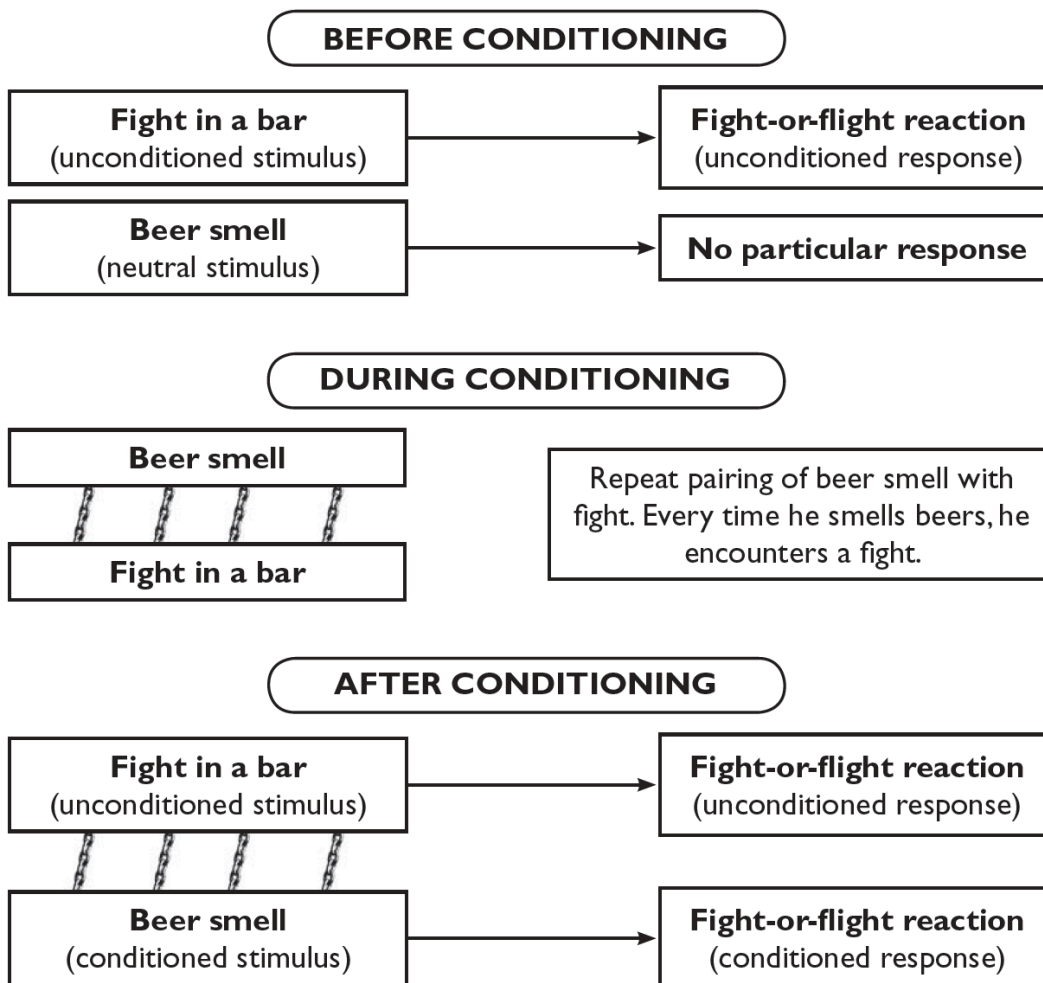 BEFORE CONDITIONING
Fight in a bar
(unconditioned stimulus)
Fight-or-flight reaction
(unconditioned response)
Beer smell
(neutral stimulus)
No particular response
DURING CONDITIONING
Beer smell
Fight in a bar
Repeat pairing of beer smell with
fight. Every time he smells beers, he
encounters a fight.
AFTER CONDITIONING
Fight in a bar
(unconditioned stimulus)
Fight-or-flight reaction
(unconditioned response)
Beer smell
(conditioned stimulus)
Fight-or-flight reaction
(conditioned response)